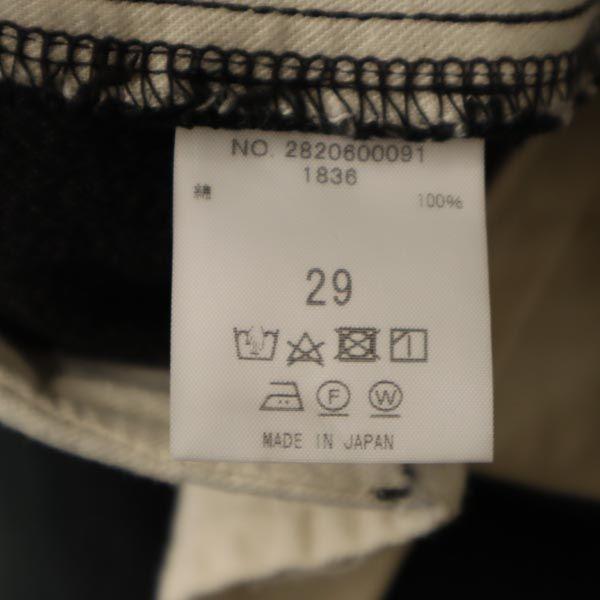 NO. 2820600091
1836
綿 100%
29
F W
MADE IN JAPAN